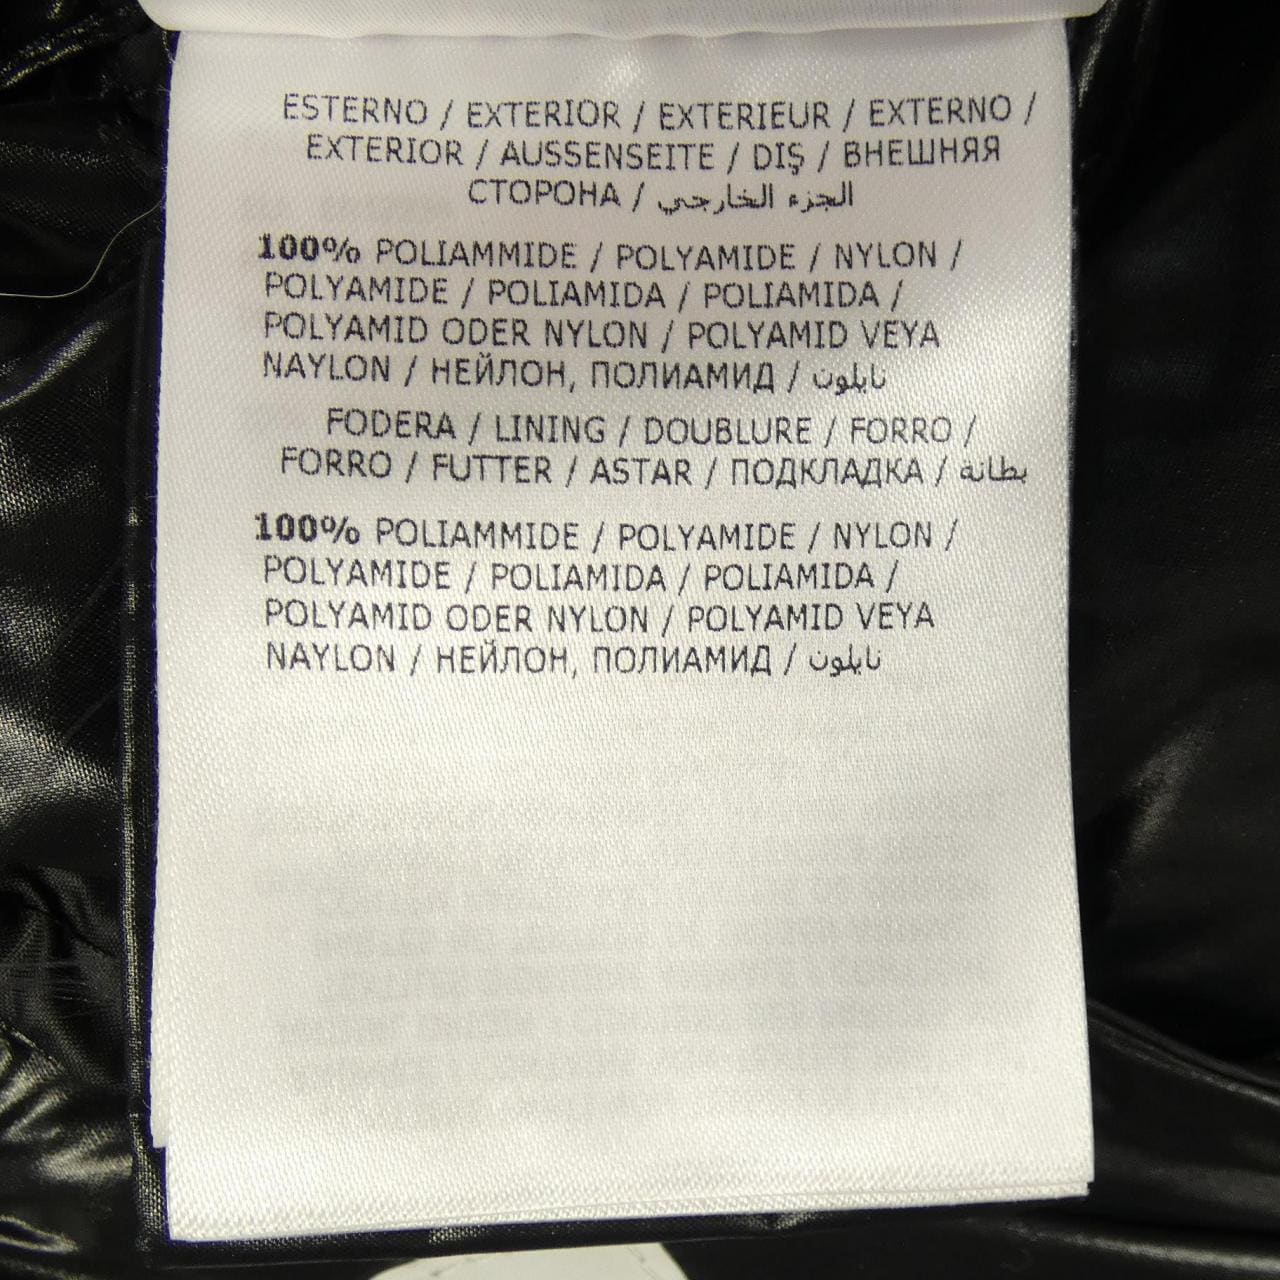 ESTERNO / EXTERIOR / EXTERIEUR / EXTERNO /
EXTERIOR / AUSSENSEITE / DIŞ / ВНЕШНЯЯ
СТОРОНА / الجزء الخارجي
100% POLIAMMIDE / POLYAMIDE / NYLON /
POLYAMIDE / POLIAMIDA / POLIAMIDA /
POLYAMID ODER NYLON / POLYAMID VEYA
NAYLON / НЕЙЛОН, ПОЛИАМИД / نايلون
FODERA / LINING / DOUBLURE / FORRO /
FORRO / FUTTER / ASTAR / ПОДКЛАДКА / بطانة
100% POLIAMMIDE / POLYAMIDE / NYLON /
POLYAMIDE / POLIAMIDA / POLIAMIDA /
POLYAMID ODER NYLON / POLYAMID VEYA
NAYLON / НЕЙЛОН, ПОЛИАМИД / نايلون